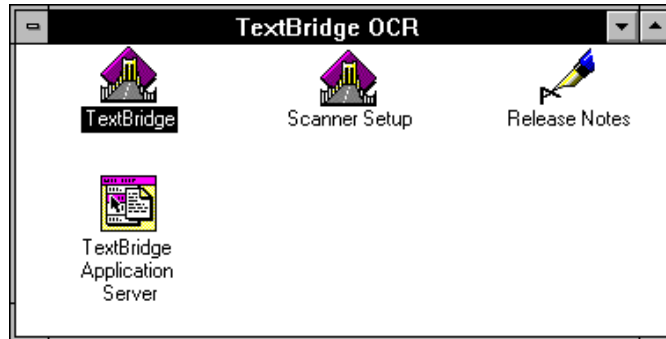 TextBridge OCR
TextBridge
Scanner Setup
Release Notes
TextBridge
Application
Server